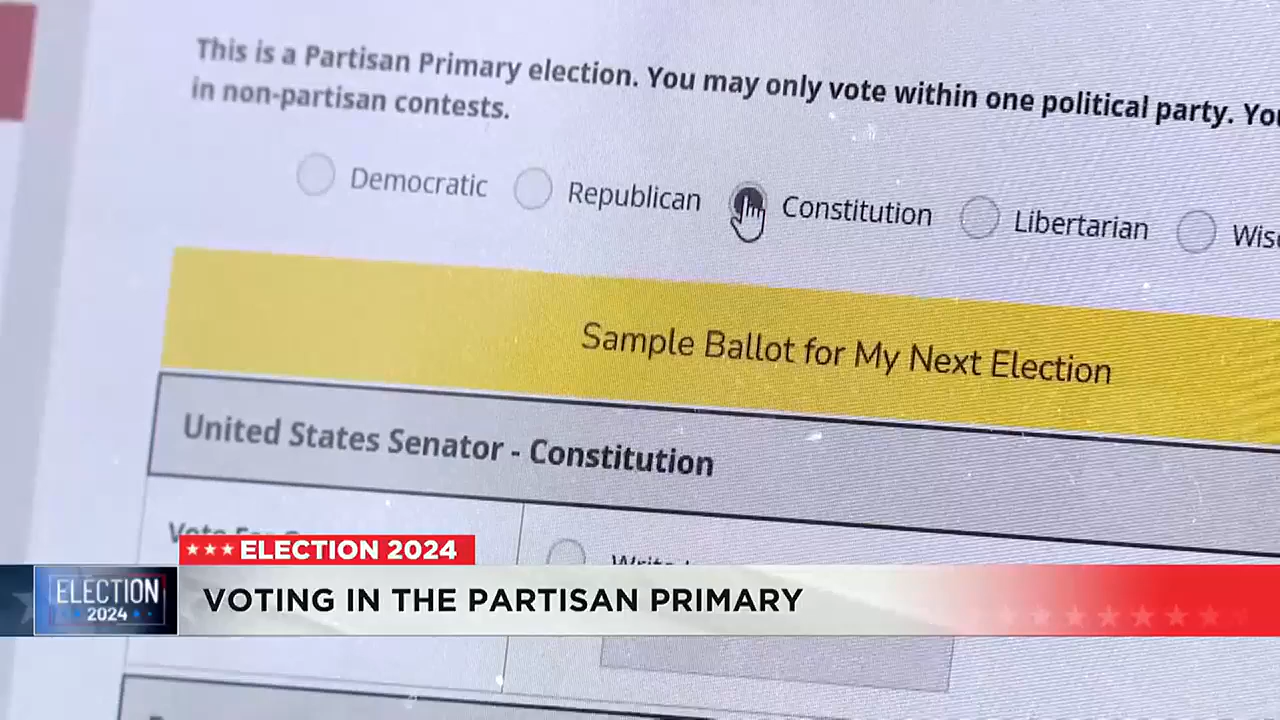 This is a Partisan Primary election. You may only vote within one political party. You
in non-partisan contests.
Democratic
Republican
Constitution
Libertarian
Sample Ballot for My Next Election
United States Senator - Constitution
ELECTION 2024
ELECTION
2024
VOTING IN THE PARTISAN PRIMARY